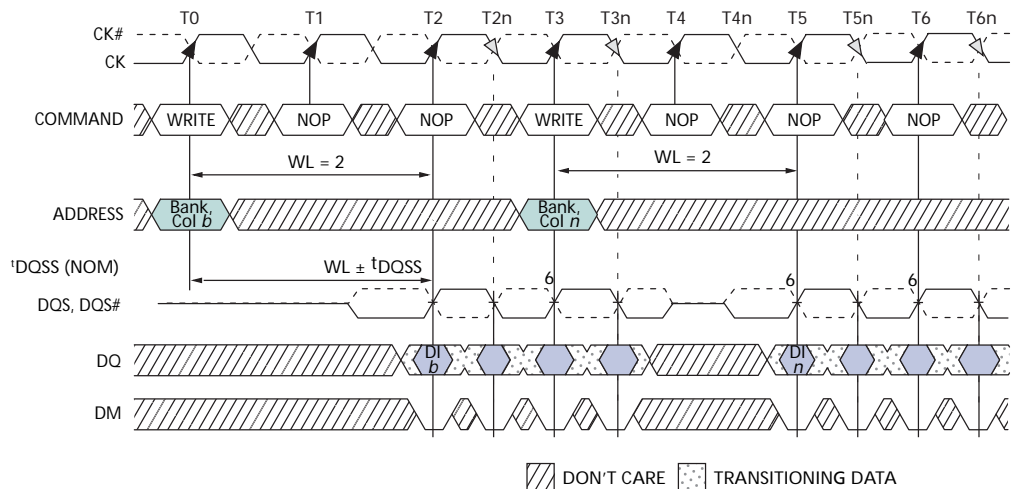 T0 T1 T2 T2n T3 T3n T4 T4n T5 T5n T6 T6n
CK#
CK
COMMAND WRITE NOP NOP WRITE NOP NOP NOP
WL = 2 WL = 2
ADDRESS Bank, Col b Bank, Col n
tDQSS (NOM) WL ± tDQSS
6 6 6
DQS, DQS#
DQ DI b DI n
DM
DON'T CARE TRANSITIONING DATA